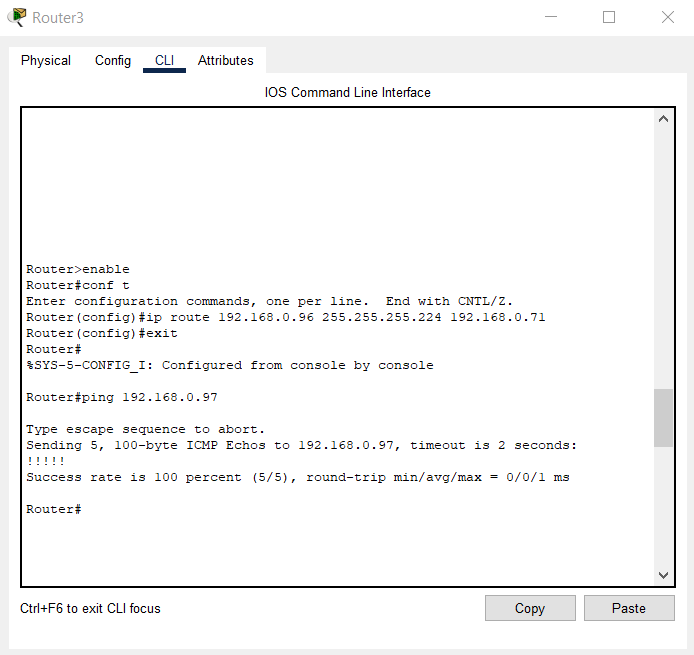 Router3
Physical Config CLI Attributes
IOS Command Line Interface
Router>enable
Router#conf t
Enter configuration commands, one per line.  End with CNTL/Z.
Router(config)#ip route 192.168.0.96 255.255.255.224 192.168.0.71
Router(config)#exit
Router#
%SYS-5-CONFIG_I: Configured from console by console
Router#ping 192.168.0.97
Type escape sequence to abort.
Sending 5, 100-byte ICMP Echos to 192.168.0.97, timeout is 2 seconds:
!!!!!
Success rate is 100 percent (5/5), round-trip min/avg/max = 0/0/1 ms
Router#
Ctrl+F6 to exit CLI focus Copy Paste